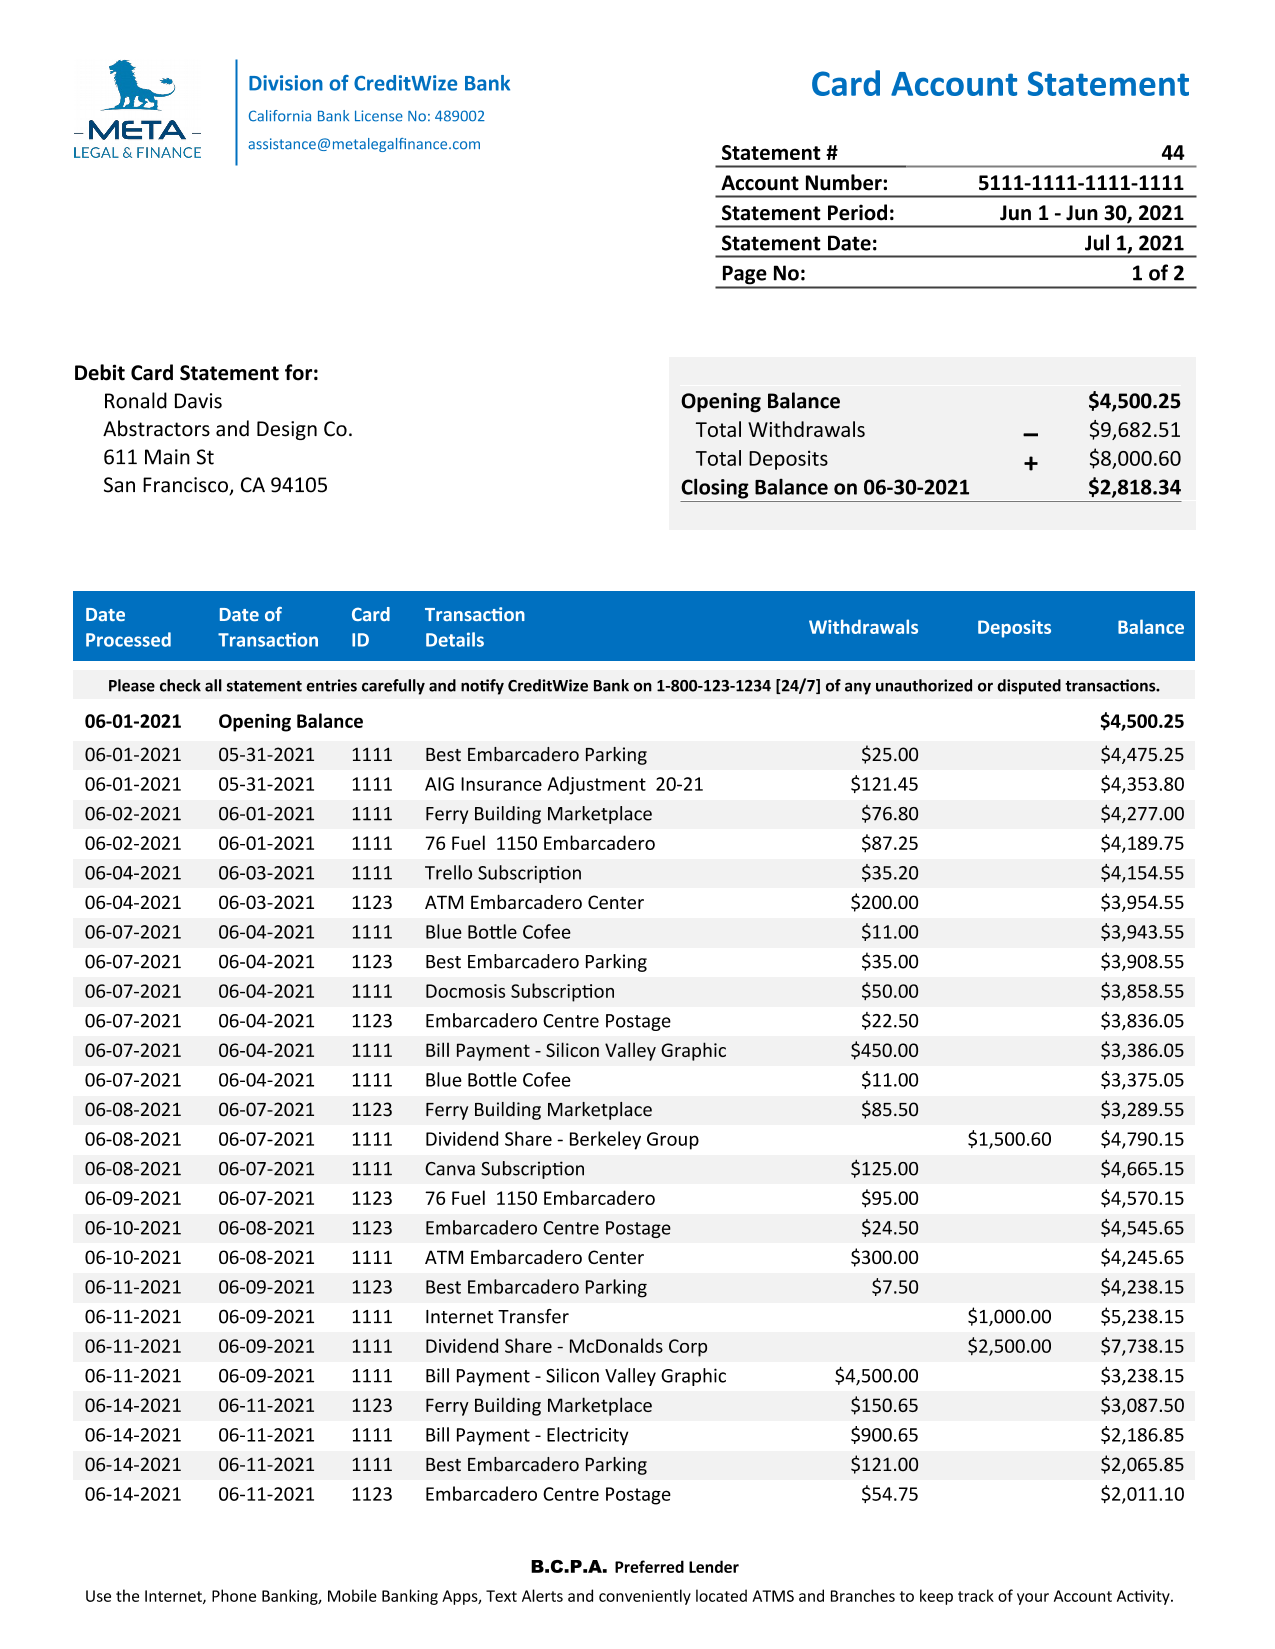 META
LEGAL & FINANCE
Division of CreditWize Bank
California Bank License No: 489002
assistance@metalegalfinance.com
Card Account Statement
Statement # 44
Account Number: 5111-1111-1111-1111
Statement Period: Jun 1 - Jun 30, 2021
Statement Date: Jul 1, 2021
Page No: 1 of 2
Debit Card Statement for:
Ronald Davis
Abstractors and Design Co.
611 Main St
San Francisco, CA 94105
Opening Balance $4,500.25
Total Withdrawals – $9,682.51
Total Deposits + $8,000.60
Closing Balance on 06-30-2021 $2,818.34
Date Processed Date of Transaction Card ID Transaction Details Withdrawals Deposits Balance
Please check all statement entries carefully and notify CreditWize Bank on 1-800-123-1234 [24/7] of any unauthorized or disputed transactions.
06-01-2021 Opening Balance $4,500.25
06-01-2021 05-31-2021 1111 Best Embarcadero Parking $25.00 $4,475.25
06-01-2021 05-31-2021 1111 AIG Insurance Adjustment 20-21 $121.45 $4,353.80
06-02-2021 06-01-2021 1111 Ferry Building Marketplace $76.80 $4,277.00
06-02-2021 06-01-2021 1111 76 Fuel 1150 Embarcadero $87.25 $4,189.75
06-04-2021 06-03-2021 1111 Trello Subscription $35.20 $4,154.55
06-04-2021 06-03-2021 1123 ATM Embarcadero Center $200.00 $3,954.55
06-07-2021 06-04-2021 1111 Blue Bottle Cofee $11.00 $3,943.55
06-07-2021 06-04-2021 1123 Best Embarcadero Parking $35.00 $3,908.55
06-07-2021 06-04-2021 1111 Docmosis Subscription $50.00 $3,858.55
06-07-2021 06-04-2021 1123 Embarcadero Centre Postage $22.50 $3,836.05
06-07-2021 06-04-2021 1111 Bill Payment - Silicon Valley Graphic $450.00 $3,386.05
06-07-2021 06-04-2021 1111 Blue Bottle Cofee $11.00 $3,375.05
06-08-2021 06-07-2021 1123 Ferry Building Marketplace $85.50 $3,289.55
06-08-2021 06-07-2021 1111 Dividend Share - Berkeley Group $1,500.60 $4,790.15
06-08-2021 06-07-2021 1111 Canva Subscription $125.00 $4,665.15
06-09-2021 06-07-2021 1123 76 Fuel 1150 Embarcadero $95.00 $4,570.15
06-10-2021 06-08-2021 1123 Embarcadero Centre Postage $24.50 $4,545.65
06-10-2021 06-08-2021 1111 ATM Embarcadero Center $300.00 $4,245.65
06-11-2021 06-09-2021 1123 Best Embarcadero Parking $7.50 $4,238.15
06-11-2021 06-09-2021 1111 Internet Transfer $1,000.00 $5,238.15
06-11-2021 06-09-2021 1111 Dividend Share - McDonalds Corp $2,500.00 $7,738.15
06-11-2021 06-09-2021 1111 Bill Payment - Silicon Valley Graphic $4,500.00 $3,238.15
06-14-2021 06-11-2021 1123 Ferry Building Marketplace $150.65 $3,087.50
06-14-2021 06-11-2021 1111 Bill Payment - Electricity $900.65 $2,186.85
06-14-2021 06-11-2021 1111 Best Embarcadero Parking $121.00 $2,065.85
06-14-2021 06-11-2021 1123 Embarcadero Centre Postage $54.75 $2,011.10
B.C.P.A. Preferred Lender
Use the Internet, Phone Banking, Mobile Banking Apps, Text Alerts and conveniently located ATMS and Branches to keep track of your Account Activity.